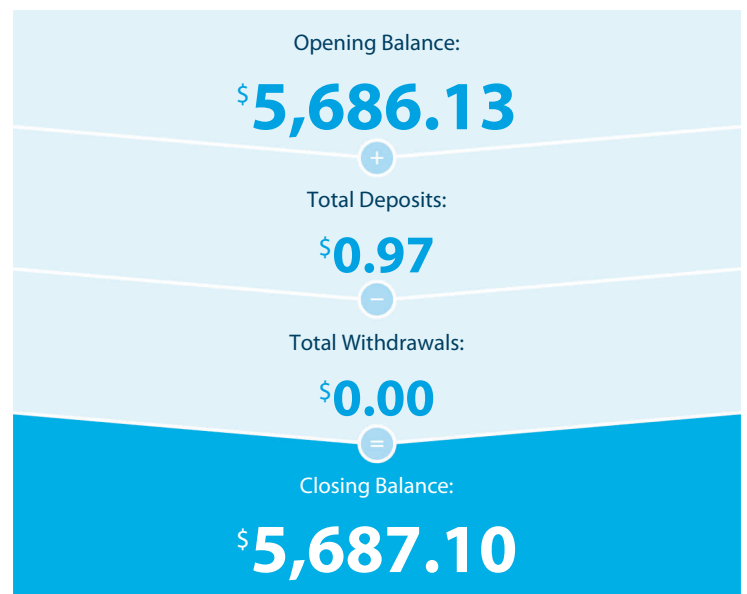 Opening Balance:
$5,686.13
+
Total Deposits:
$0.97
−
Total Withdrawals:
$0.00
=
Closing Balance:
$5,687.10